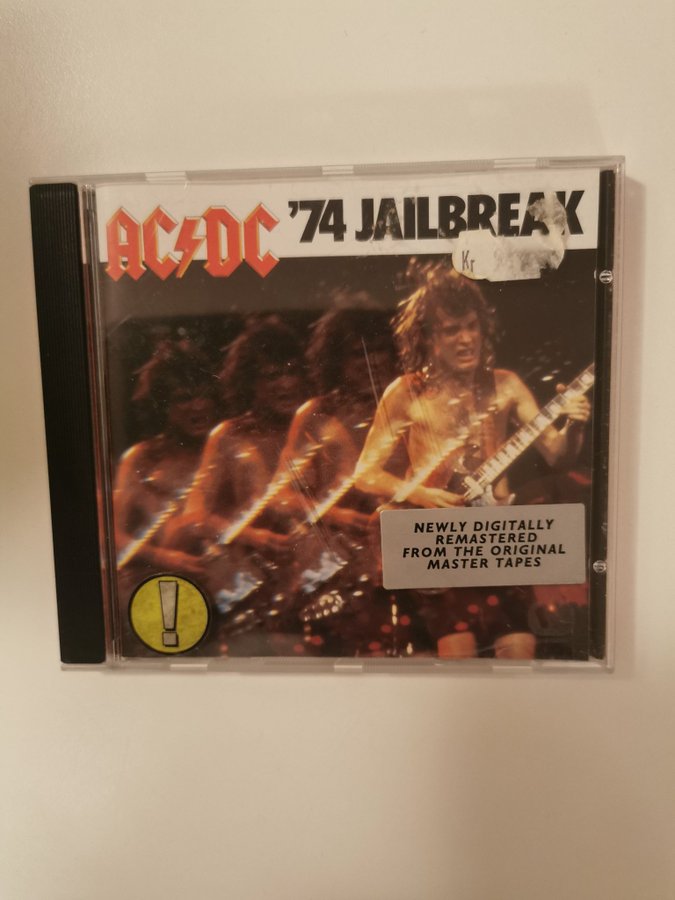 AC/DC '74 JAILBREAK
Kr
NEWLY DIGITALLY
REMASTERED
FROM THE ORIGINAL
MASTER TAPES
!